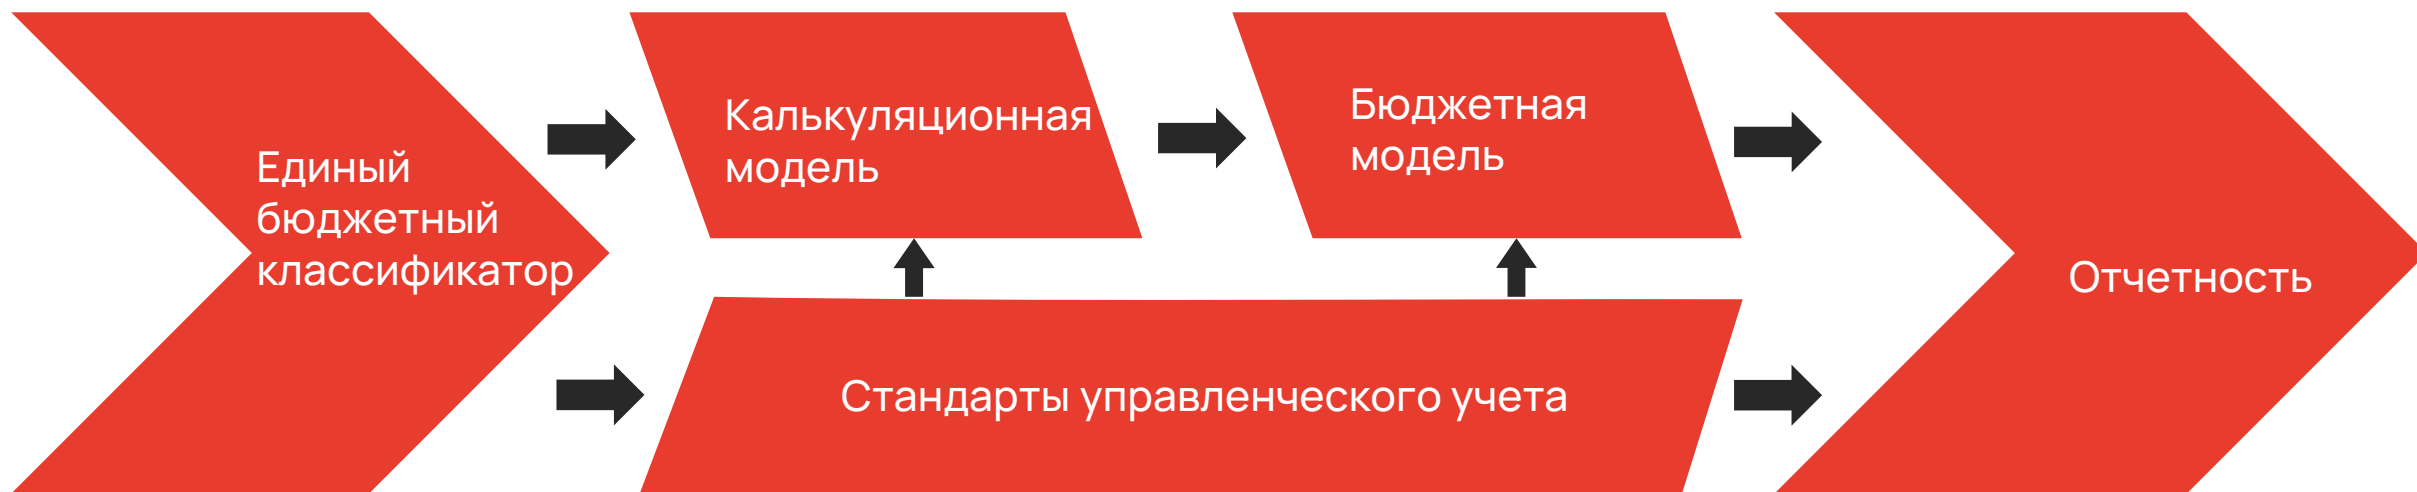 Единый
бюджетный
классификатор
Калькуляционная
модель
Бюджетная
модель
Стандарты управленческого учета
Отчетность